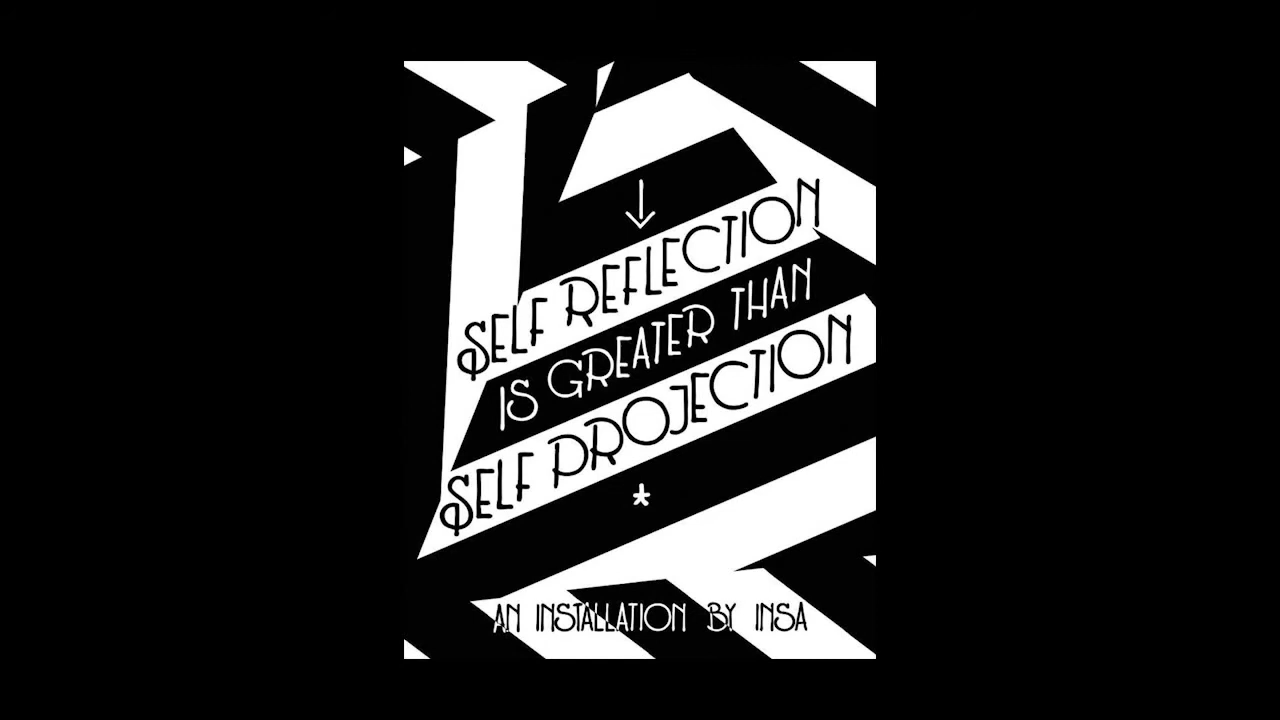 SELF REFLECTION
IS GREATER THAN
SELF PROJECTION
*
AN INSTALLATION BY INSA